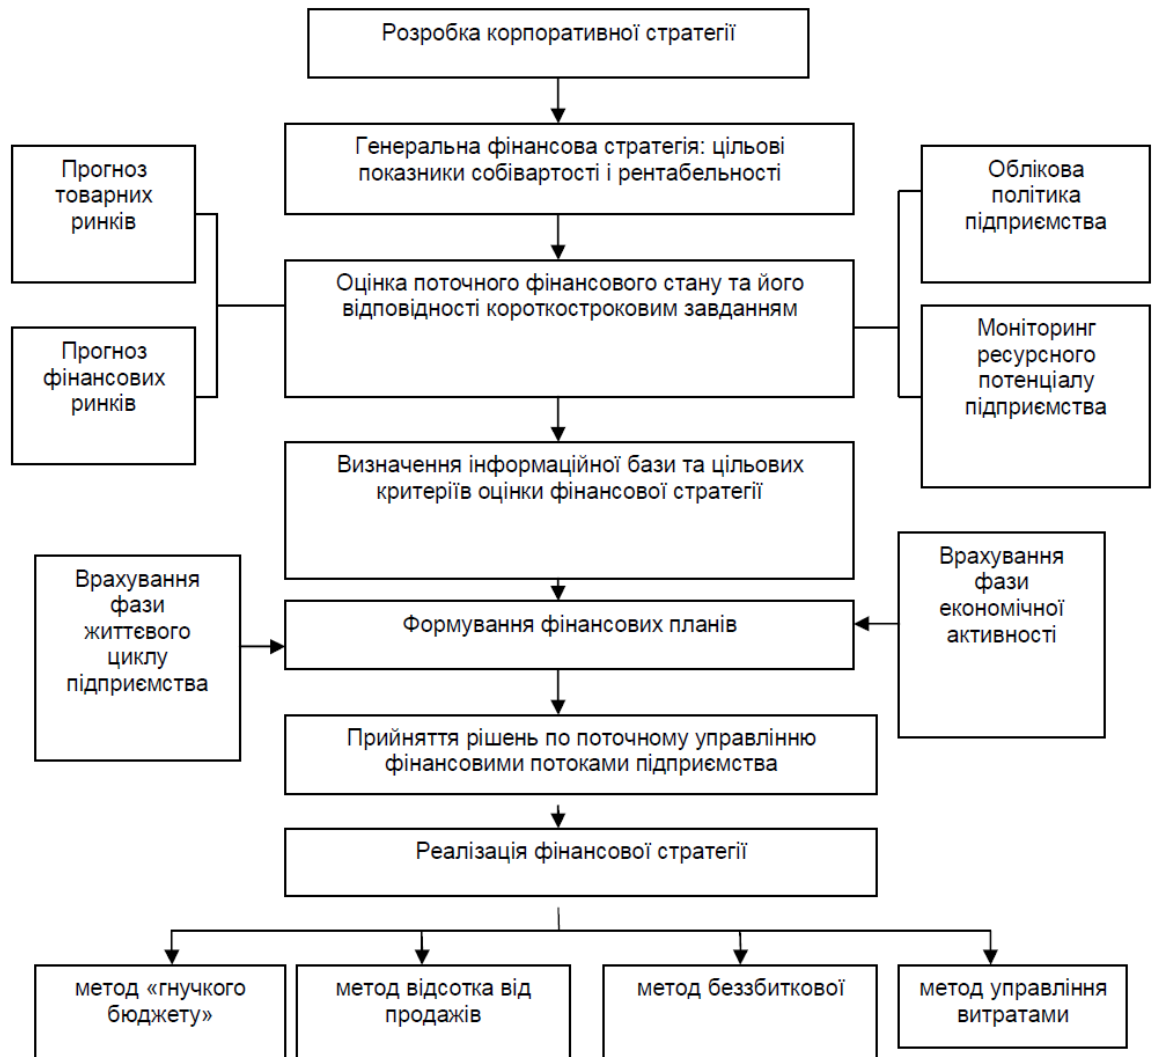 Розробка корпоративної стратегії
Генеральна фінансова стратегія: цільові
показники собівартості і рентабельності
Прогноз
товарних
ринків
Облікова
політика
підприємства
Оцінка поточного фінансового стану та його
відповідності короткостроковим завданням
Прогноз
фінансових
ринків
Моніторинг
ресурсного
потенціалу
підприємства
Визначення інформаційної бази та цільових
критеріїв оцінки фінансової стратегії
Врахування
фази
життєвого
циклу
підприємства
Формування фінансових планів
Врахування
фази
економічної
активності
Прийняття рішень по поточному управлінню
фінансовими потоками підприємства
Реалізація фінансової стратегії
метод «гнучкого
бюджету»
метод відсотка від
продажів
метод беззбиткової
метод управління
витратами